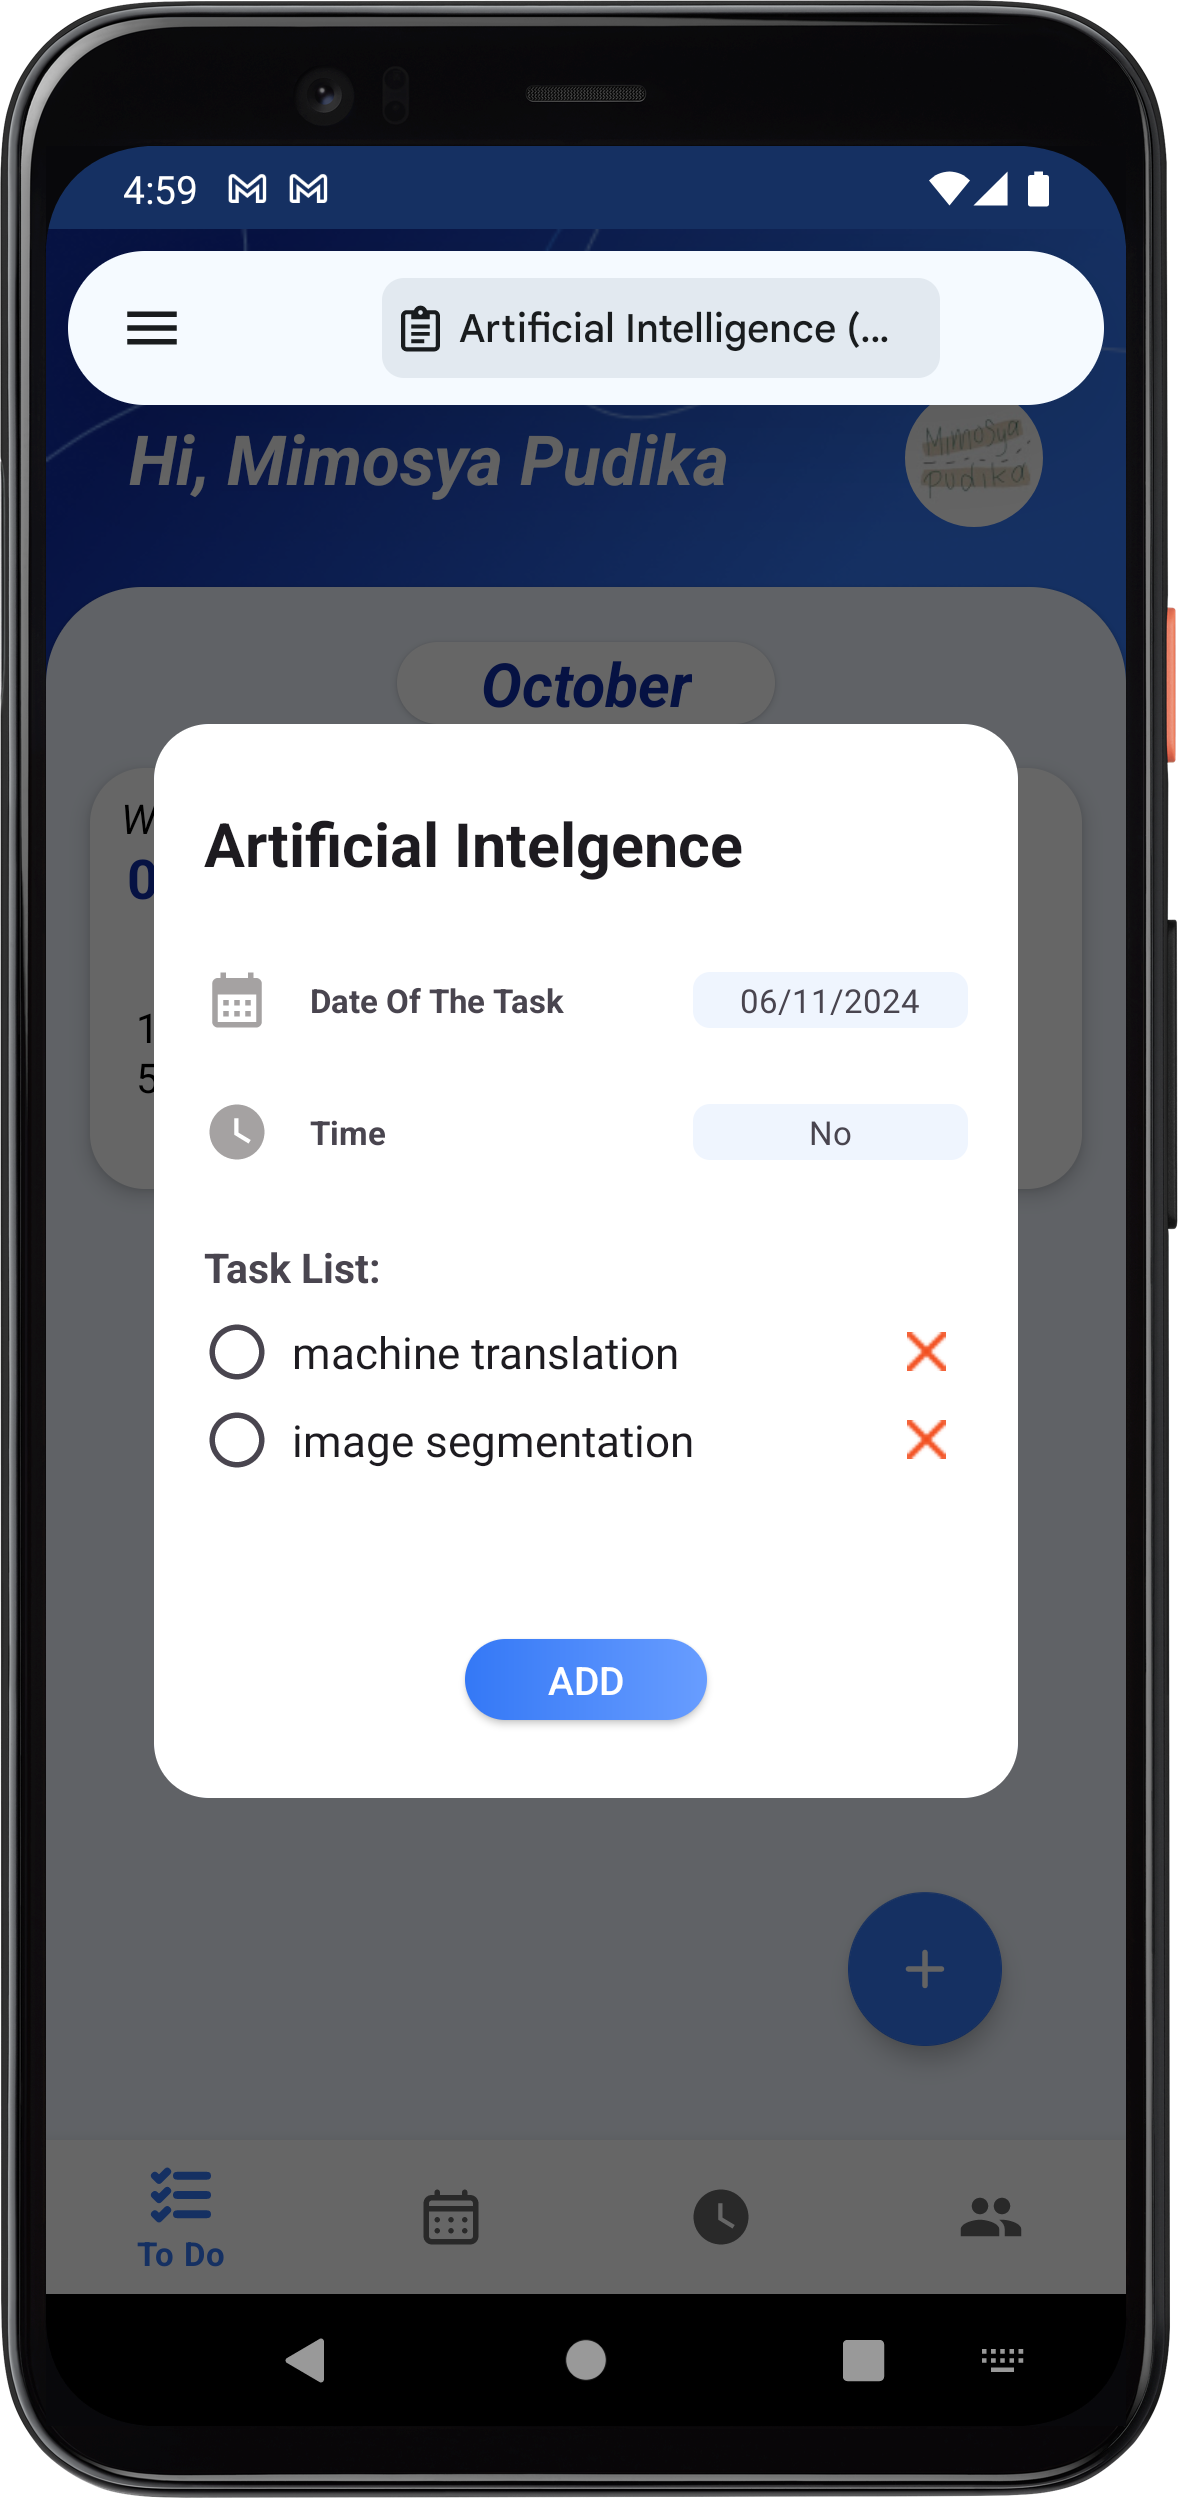 4:59
Artificial Intelligence (...
Hi, Mimosya Pudika
Mimosya
Pudika
October
W
0
Artificial Intelgence
Date Of The Task 06/11/2024
1
Time No
5
Task List:
machine translation
image segmentation
ADD
To Do